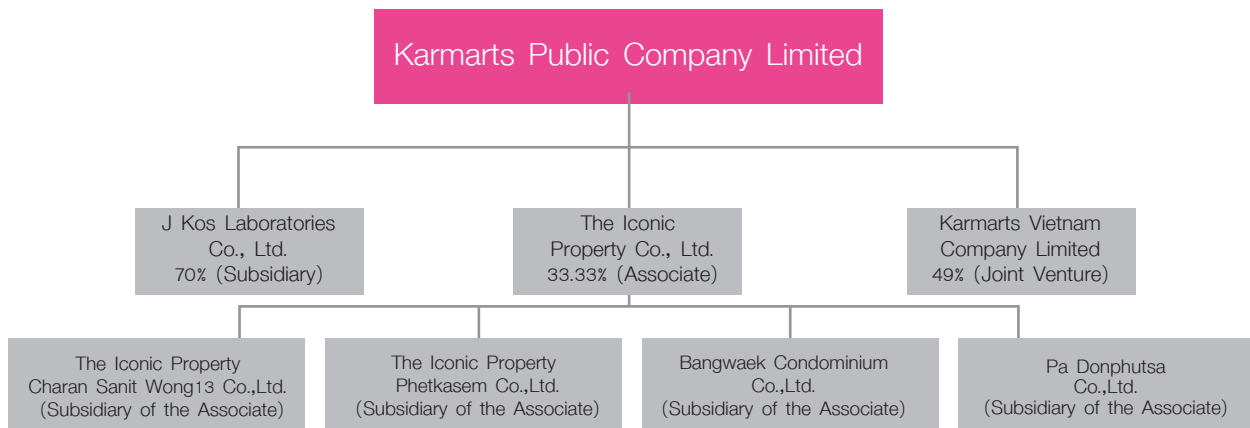 Karmarts Public Company Limited
J Kos Laboratories
Co., Ltd.
70% (Subsidiary)
The Iconic
Property Co., Ltd.
33.33% (Associate)
Karmarts Vietnam
Company Limited
49% (Joint Venture)
The Iconic Property
Charan Sanit Wong13 Co.,Ltd.
(Subsidiary of the Associate)
The Iconic Property
Phetkasem Co.,Ltd.
(Subsidiary of the Associate)
Bangwaek Condominium
Co.,Ltd.
(Subsidiary of the Associate)
Pa Donphutsa
Co.,Ltd.
(Subsidiary of the Associate)